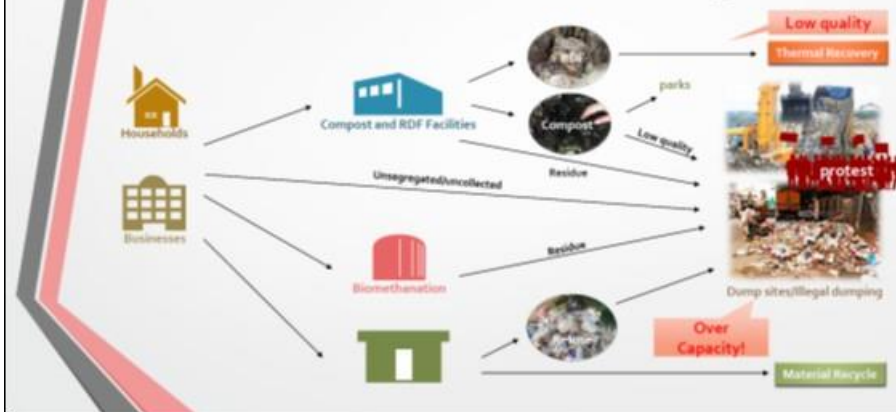 Low quality
Thermal Recovery
Households
Compost and RDF Facilities
Compost
parks
Low quality
Residue
protest
Unsegregated/uncollected
Businesses
Residue
Biomethanation
Dump sites/Illegal dumping
Over
Capacity!
Material Recycle